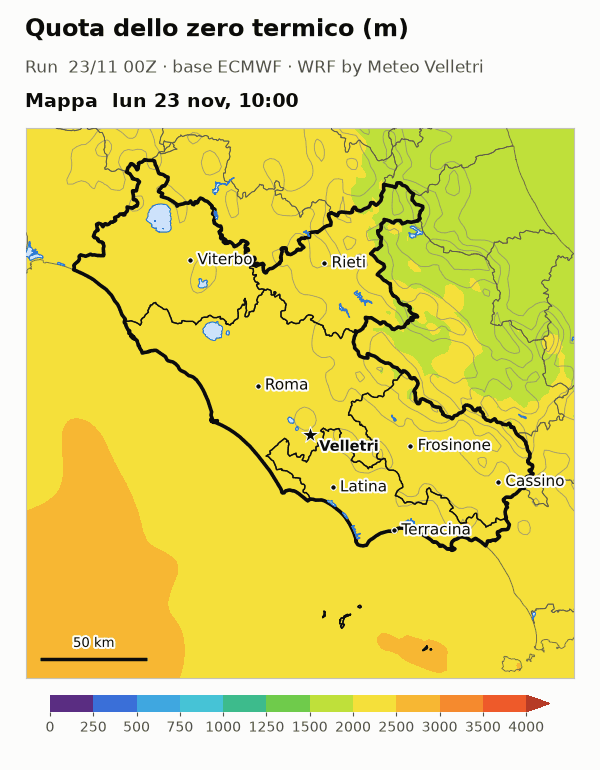 Quota dello zero termico (m)
Run 23/11 00Z · base ECMWF · WRF by Meteo Velletri
Mappa lun 23 nov, 10:00
Viterbo
Rieti
Roma
Velletri
Frosinone
Cassino
Latina
Terracina
50 km
0 250 500 750 1000 1250 1500 2000 2500 3000 3500 4000